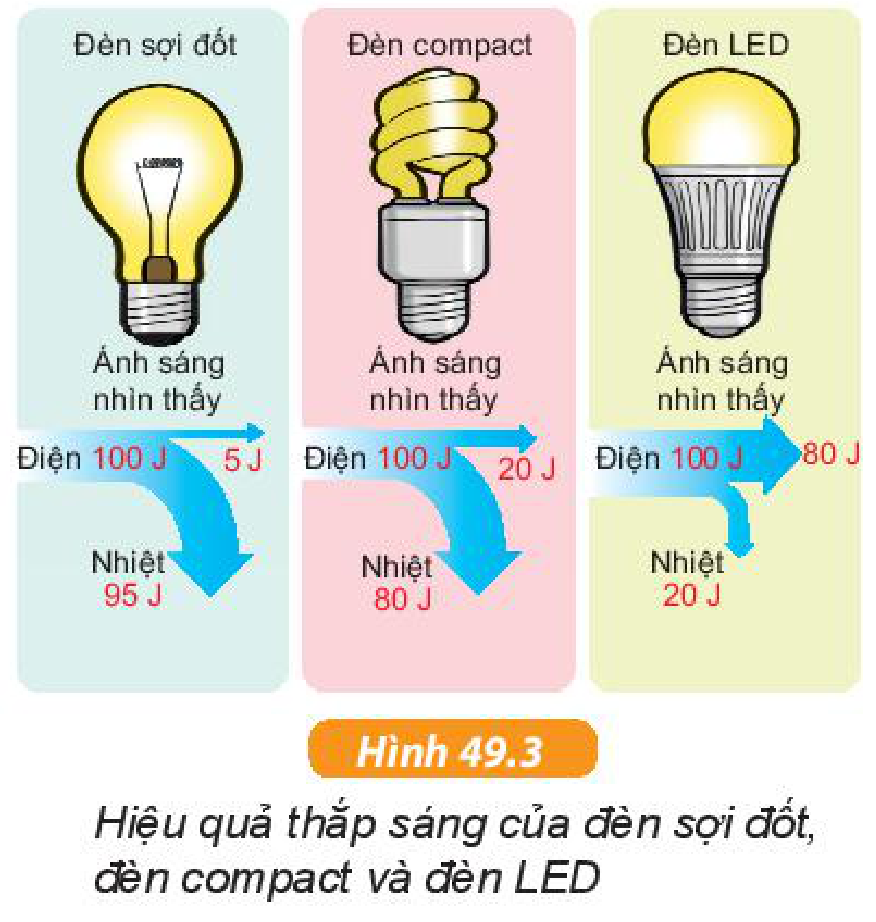 Đèn sợi đốt
Ánh sáng
nhìn thấy
Điện 100 J
5 J
Nhiệt
95 J
Đèn compact
Ánh sáng
nhìn thấy
Điện 100 J
20 J
Nhiệt
80 J
Đèn LED
Ánh sáng
nhìn thấy
Điện 100 J
80 J
Nhiệt
20 J
Hình 49.3
Hiệu quả thắp sáng của đèn sợi đốt,
đèn compact và đèn LED